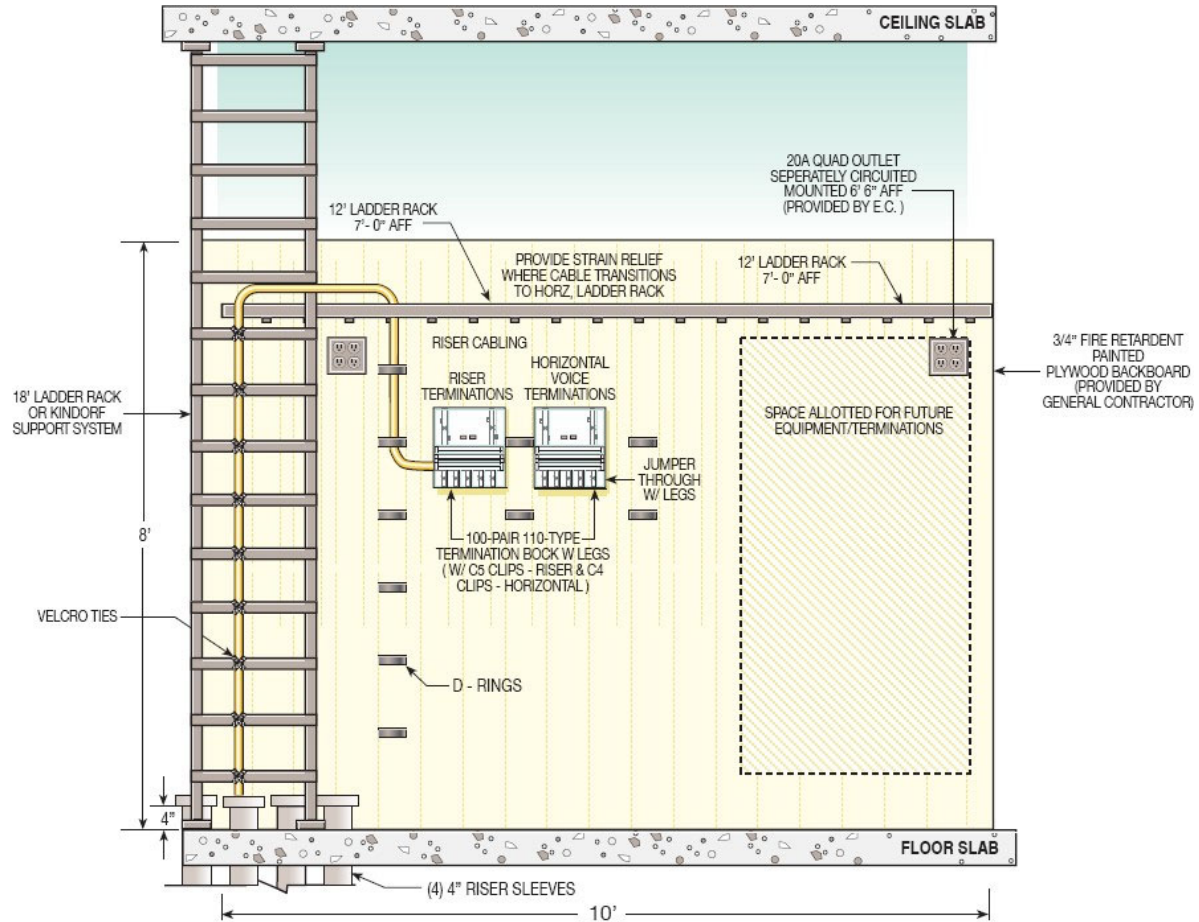 CEILING SLAB
20A QUAD OUTLET
SEPERATELY CIRCUITED
MOUNTED 6' 6" AFF
(PROVIDED BY E.C. )
12' LADDER RACK
7'- 0" AFF
PROVIDE STRAIN RELIEF
WHERE CABLE TRANSITIONS
TO HORZ, LADDER RACK
12' LADDER RACK
7'- 0" AFF
RISER CABLING
RISER
TERMINATIONS
HORIZONTAL
VOICE
TERMINATIONS
3/4" FIRE RETARDENT
PAINTED
PLYWOOD BACKBOARD
(PROVIDED BY
GENERAL CONTRACTOR)
18' LADDER RACK
OR KINDORF
SUPPORT SYSTEM
SPACE ALLOTTED FOR FUTURE
EQUIPMENT/TERMINATIONS
JUMPER
THROUGH
W/ LEGS
8'
100-PAIR 110-TYPE
TERMINATION BOCK W LEGS
( W/ C5 CLIPS - RISER & C4
CLIPS - HORIZONTAL )
VELCRO TIES
D - RINGS
4"
FLOOR SLAB
(4) 4" RISER SLEEVES
10'